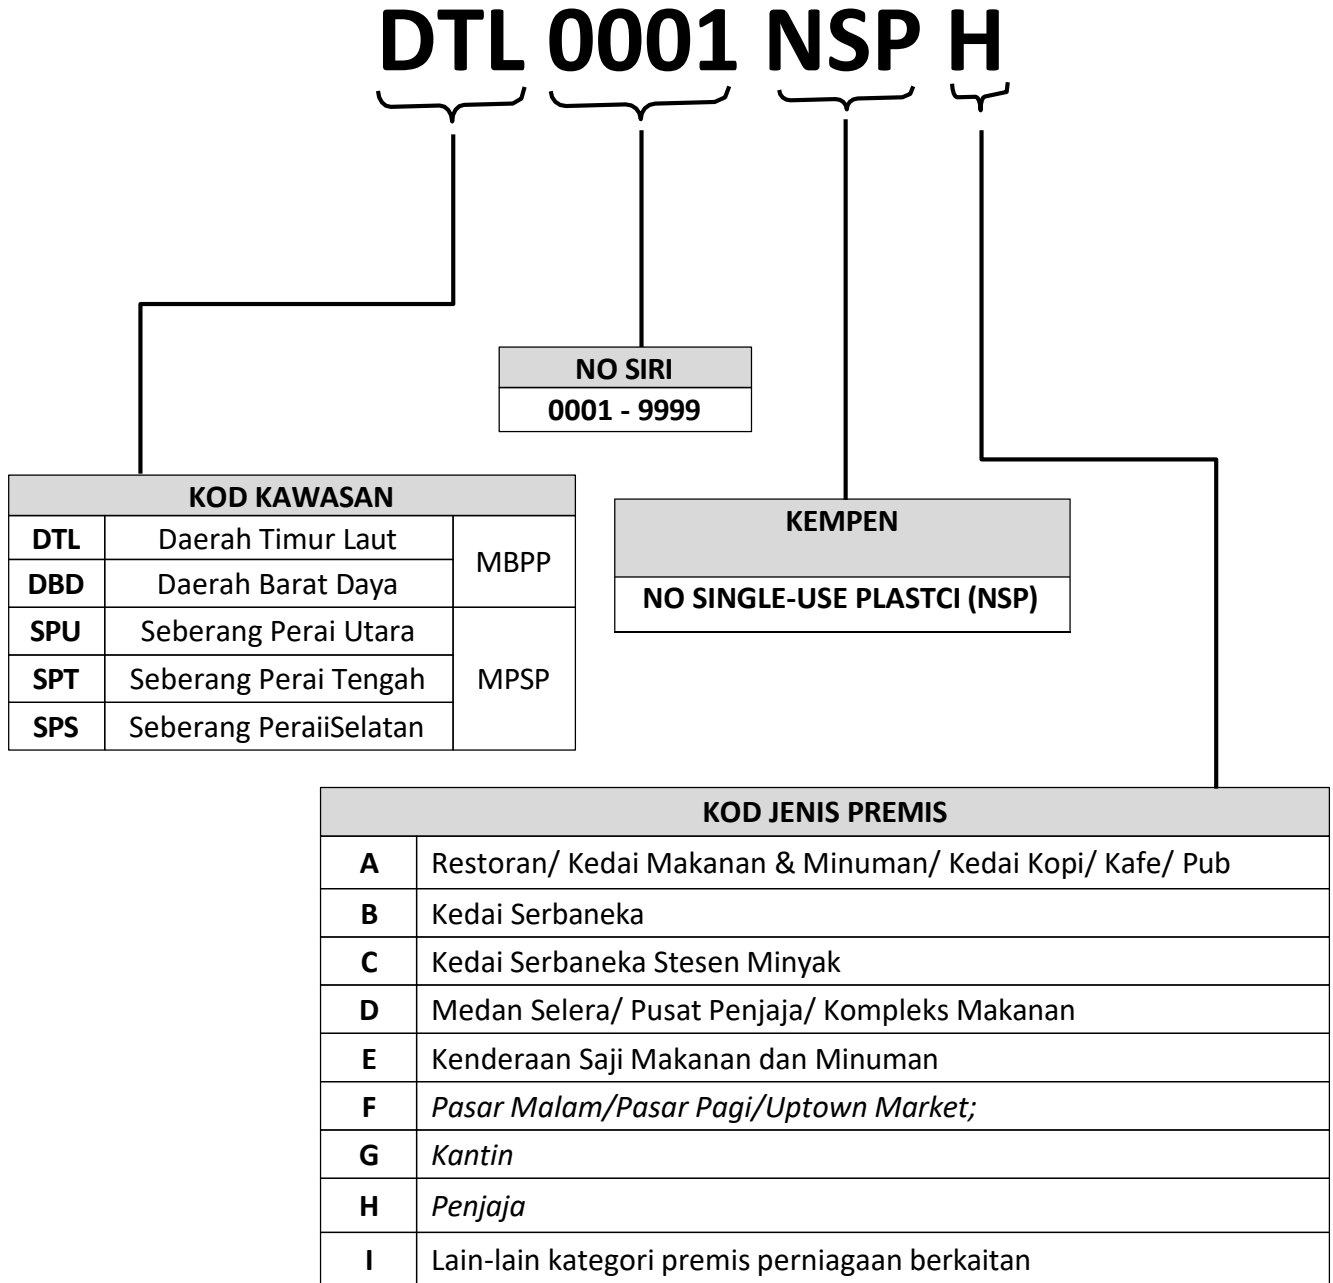 DTL 0001 NSP H
NO SIRI
0001 - 9999
KOD KAWASAN
DTL Daerah Timur Laut MBPP
DBD Daerah Barat Daya
SPU Seberang Perai Utara MPSP
SPT Seberang Perai Tengah
SPS Seberang PeraiiSelatan
KEMPEN
NO SINGLE-USE PLASTCI (NSP)
KOD JENIS PREMIS
A Restoran/ Kedai Makanan & Minuman/ Kedai Kopi/ Kafe/ Pub
B Kedai Serbaneka
C Kedai Serbaneka Stesen Minyak
D Medan Selera/ Pusat Penjaja/ Kompleks Makanan
E Kenderaan Saji Makanan dan Minuman
F Pasar Malam/Pasar Pagi/Uptown Market;
G Kantin
H Penjaja
I Lain-lain kategori premis perniagaan berkaitan